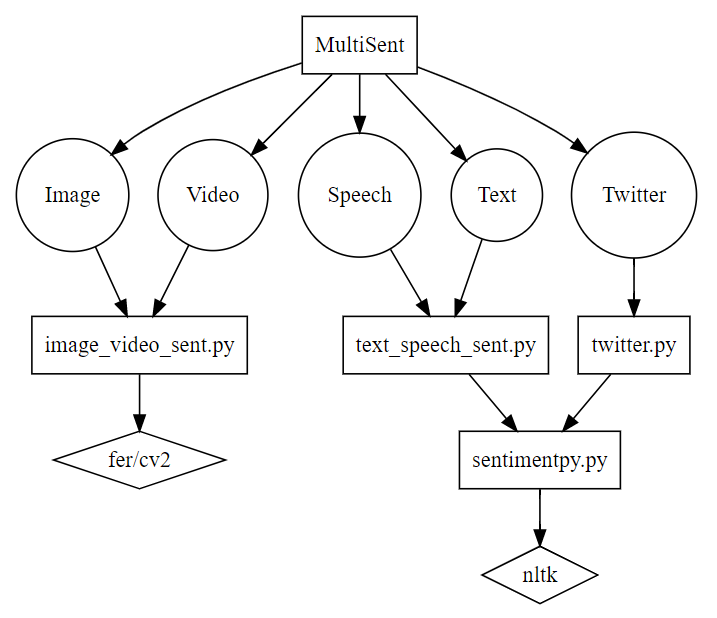 MultiSent
Image
Video
Speech
Text
Twitter
image_video_sent.py
text_speech_sent.py
twitter.py
fer/cv2
sentimentpy.py
nltk